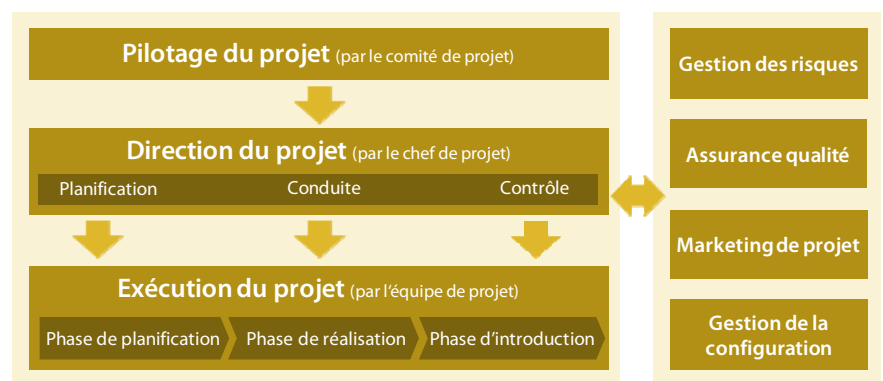 Pilotage du projet (par le comité de projet)
Direction du projet (par le chef de projet)
Planification Conduite Contrôle
Exécution du projet (par l'équipe de projet)
Phase de planification Phase de réalisation Phase d'introduction
Gestion des risques
Assurance qualité
Marketing de projet
Gestion de la
configuration